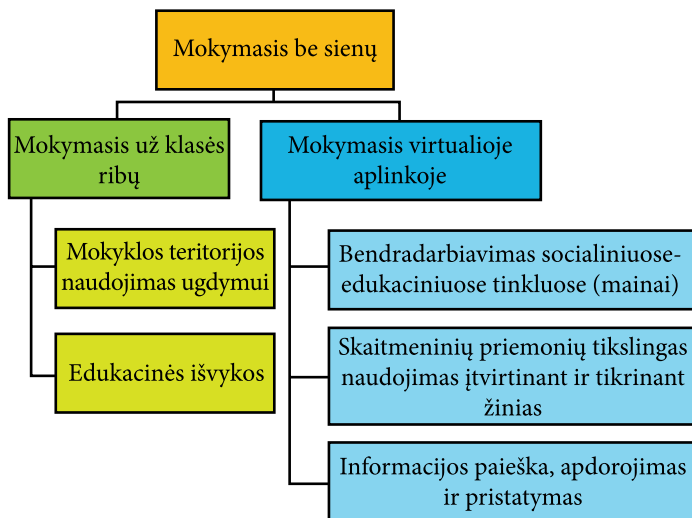 Mokymasis be sienų
Mokymasis už klasės
ribų
Mokymasis virtualioje
aplinkoje
Mokyklos teritorijos
naudojimas ugdymui
Edukacinės išvykos
Bendradarbiavimas socialiniuose-
edukaciniuose tinkluose (mainai)
Skaitmeninių priemonių tikslingas
naudojimas įtvirtinant ir tikrinant
žinias
Informacijos paieška, apdorojimas
ir pristatymas